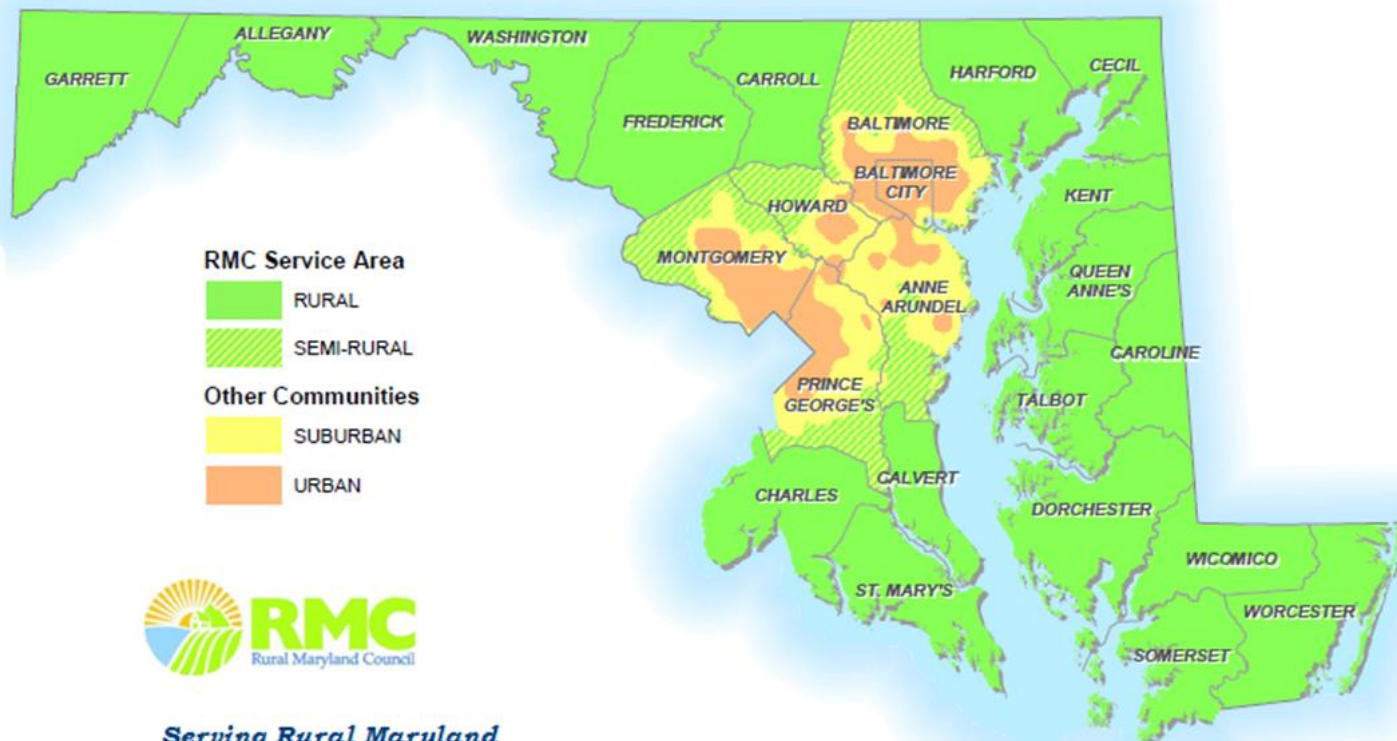 ALLEGANY
WASHINGTON
GARRETT
CARROLL
HARFORD
CECIL
FREDERICK
BALTIMORE
BALTIMORE
CITY
KENT
HOWARD
MONTGOMERY
QUEEN
ANNE'S
ANNE
ARUNDEL
CAROLINE
PRINCE
GEORGE'S
TALBOT
CALVERT
CHARLES
DORCHESTER
WICOMICO
ST. MARY'S
WORCESTER
SOMERSET
RMC Service Area
RURAL
SEMI-RURAL
Other Communities
SUBURBAN
URBAN
RMC
Rural Maryland Council
Serving Rural Maryland